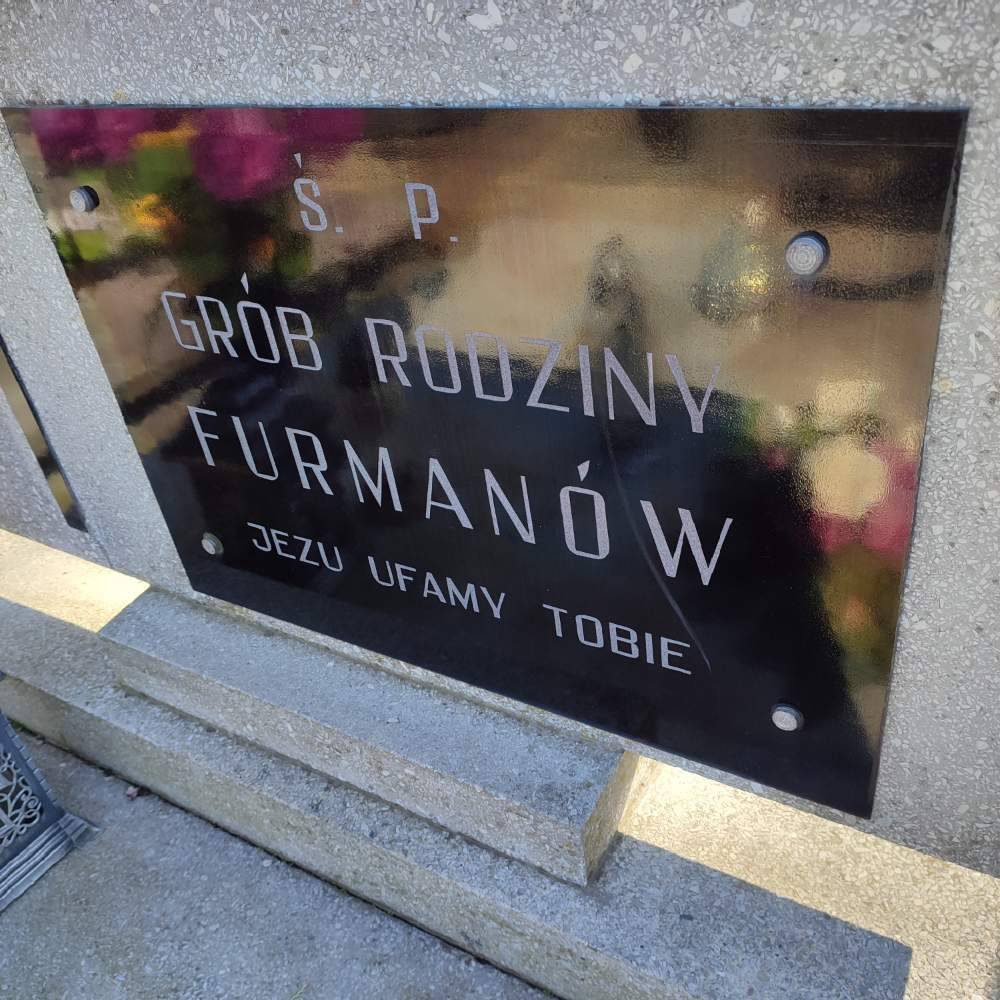 Ś. P.
GRÓB RODZINY
FURMANÓW
JEZU UFAMY TOBIE